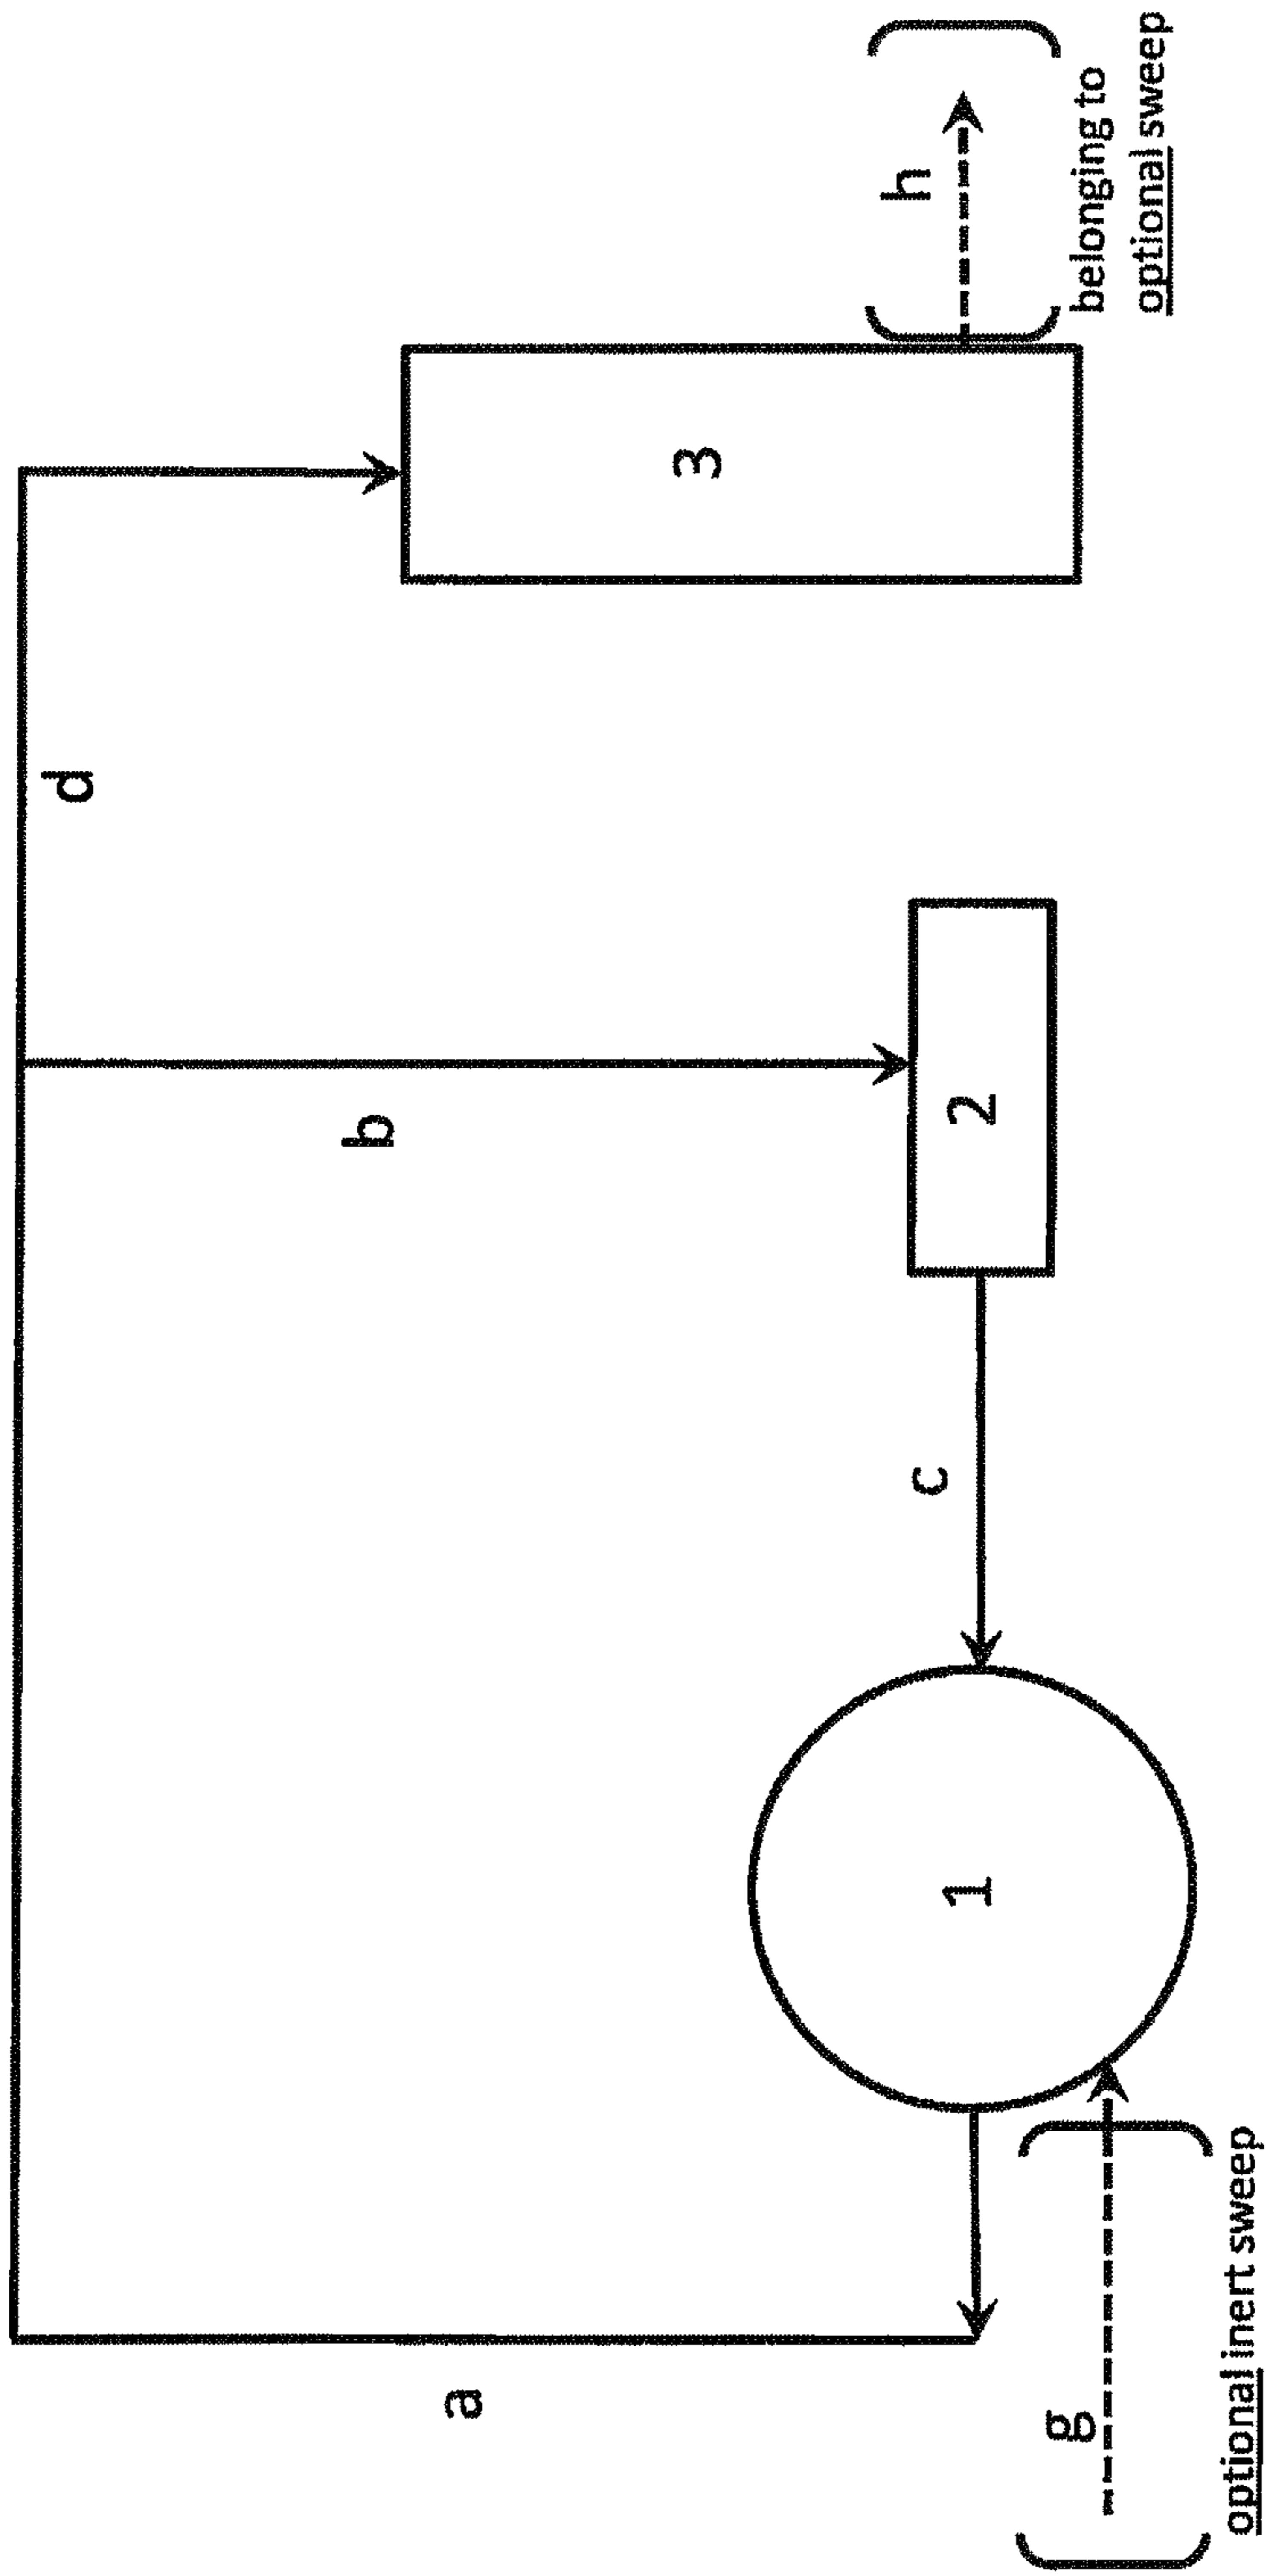 d
b
a
3
h
c
1
2
g
belonging to
optional sweep
optional inert sweep